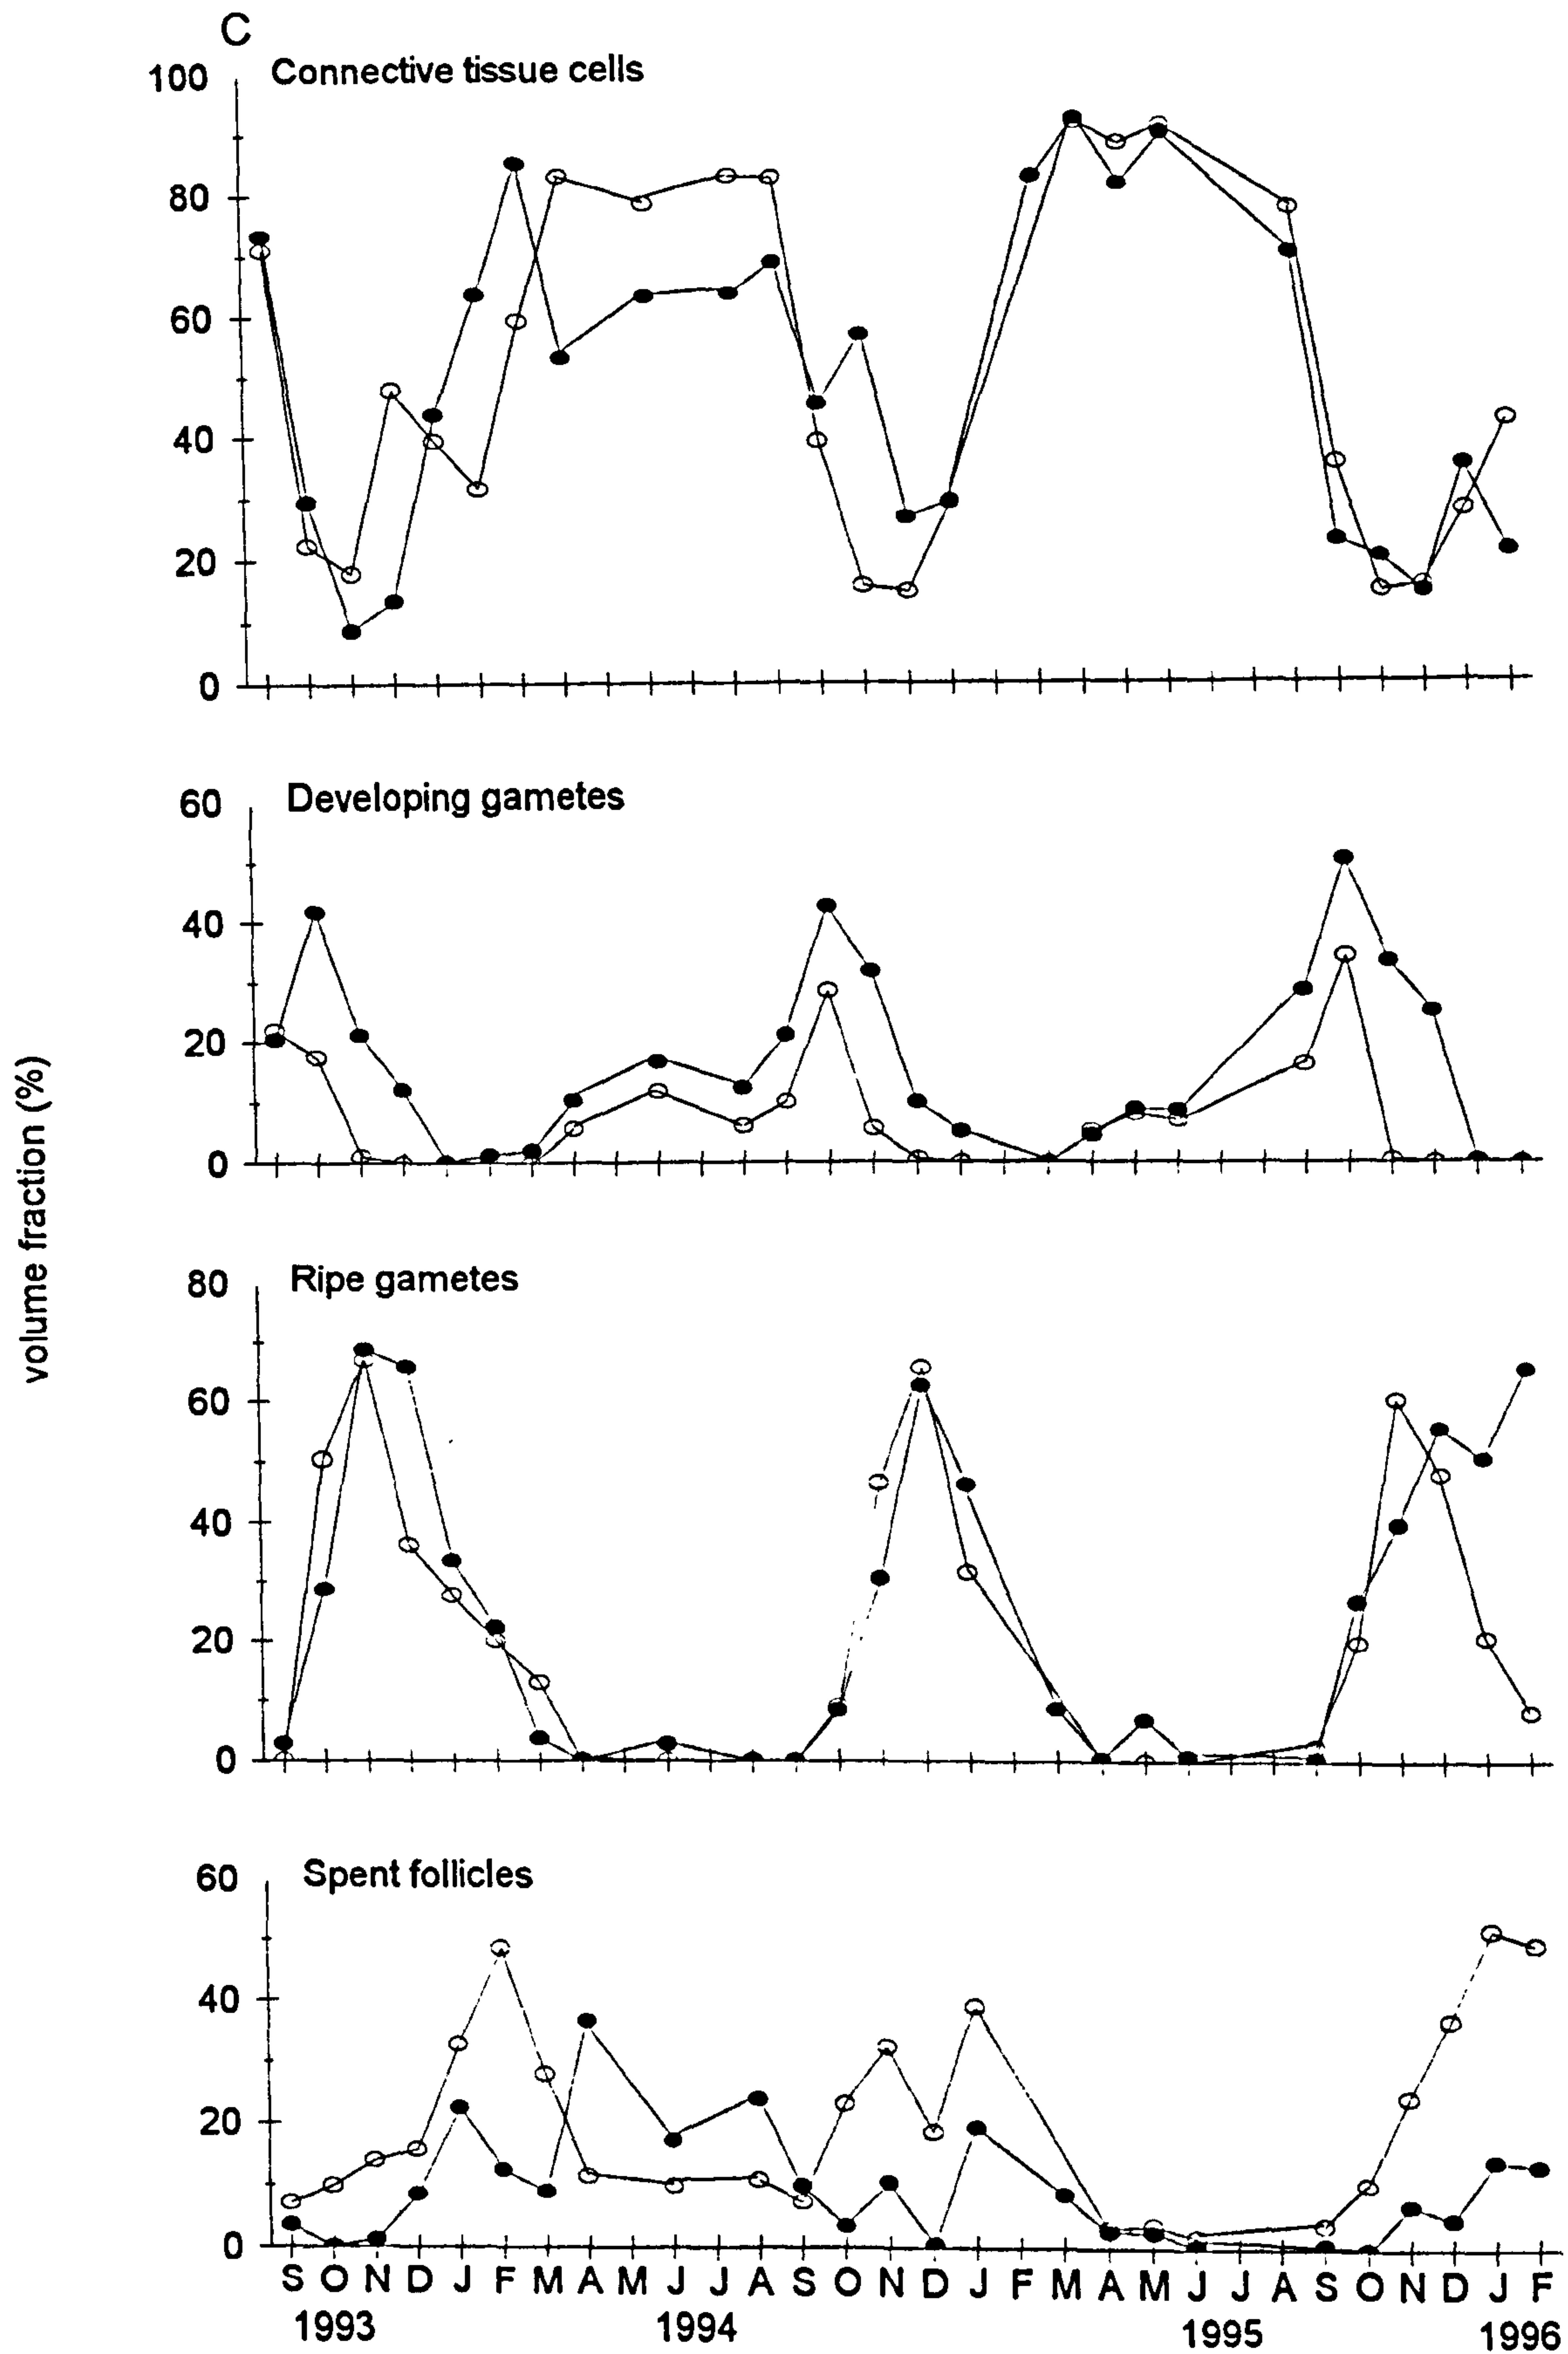 C
Connective tissue cells
100
80
60
40
20
0
Developing gametes
60
40
20
0
volume fraction (%)
Ripe gametes
80
60
40
20
0
Spent follicles
60
40
20
0
S O N D J F M A M J J A S O N D J F M A M J J A S O N D J F
1993 1994 1995 1996